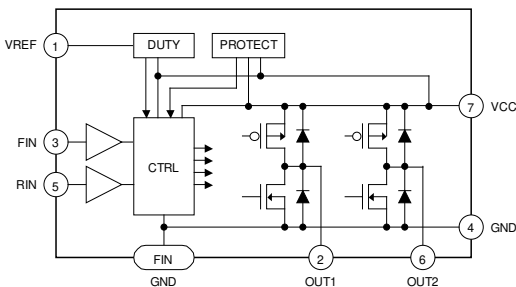 VREF 1 DUTY PROTECT
7 VCC
FIN 3
CTRL
RIN 5
4 GND
FIN 2 6
GND OUT1 OUT2